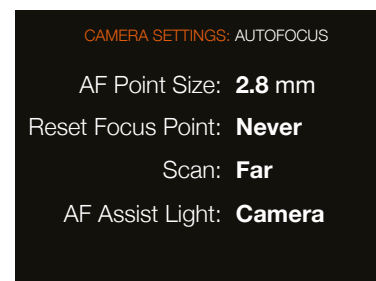 CAMERA SETTINGS: AUTOFOCUS
AF Point Size: 2.8 mm
Reset Focus Point: Never
Scan: Far
AF Assist Light: Camera